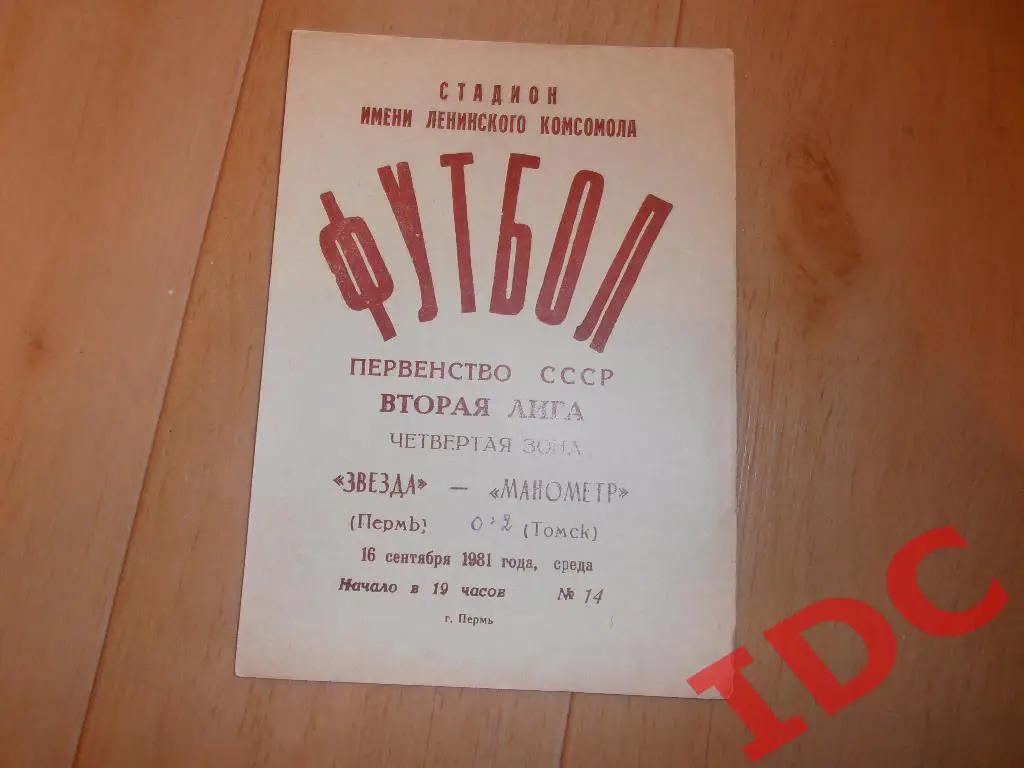 СТАДИОН
ИМЕНИ ЛЕНИНСКОГО КОМСОМОЛА
ФУТБОЛ
ПЕРВЕНСТВО СССР
ВТОРАЯ ЛИГА
ЧЕТВЕРТАЯ ЗОНА
«ЗВЕЗДА» — «МАНОМЕТР»
(Пермь) 0:2 (Томск)
16 сентября 1981 года, среда
Начало в 19 часов № 14
г. Пермь
IDC